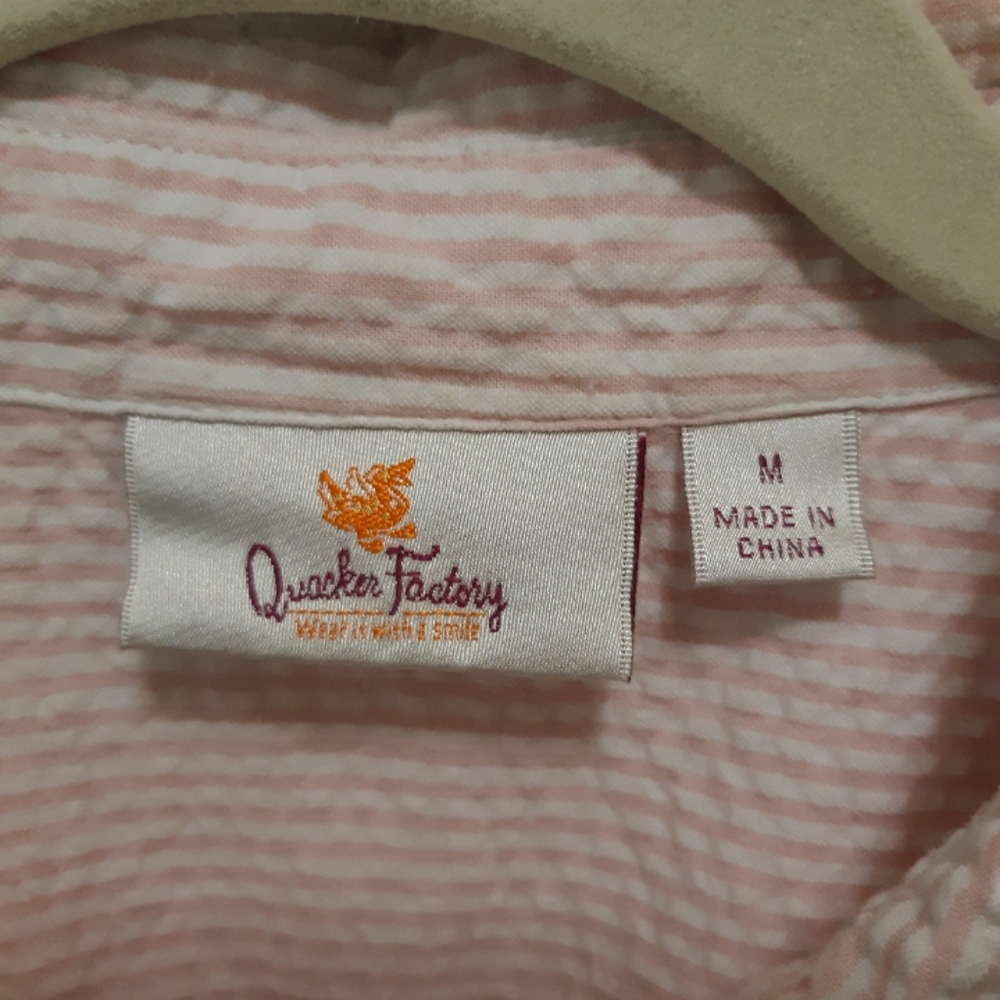 Quacker Factory
Wear it with a smile
M
MADE IN
CHINA